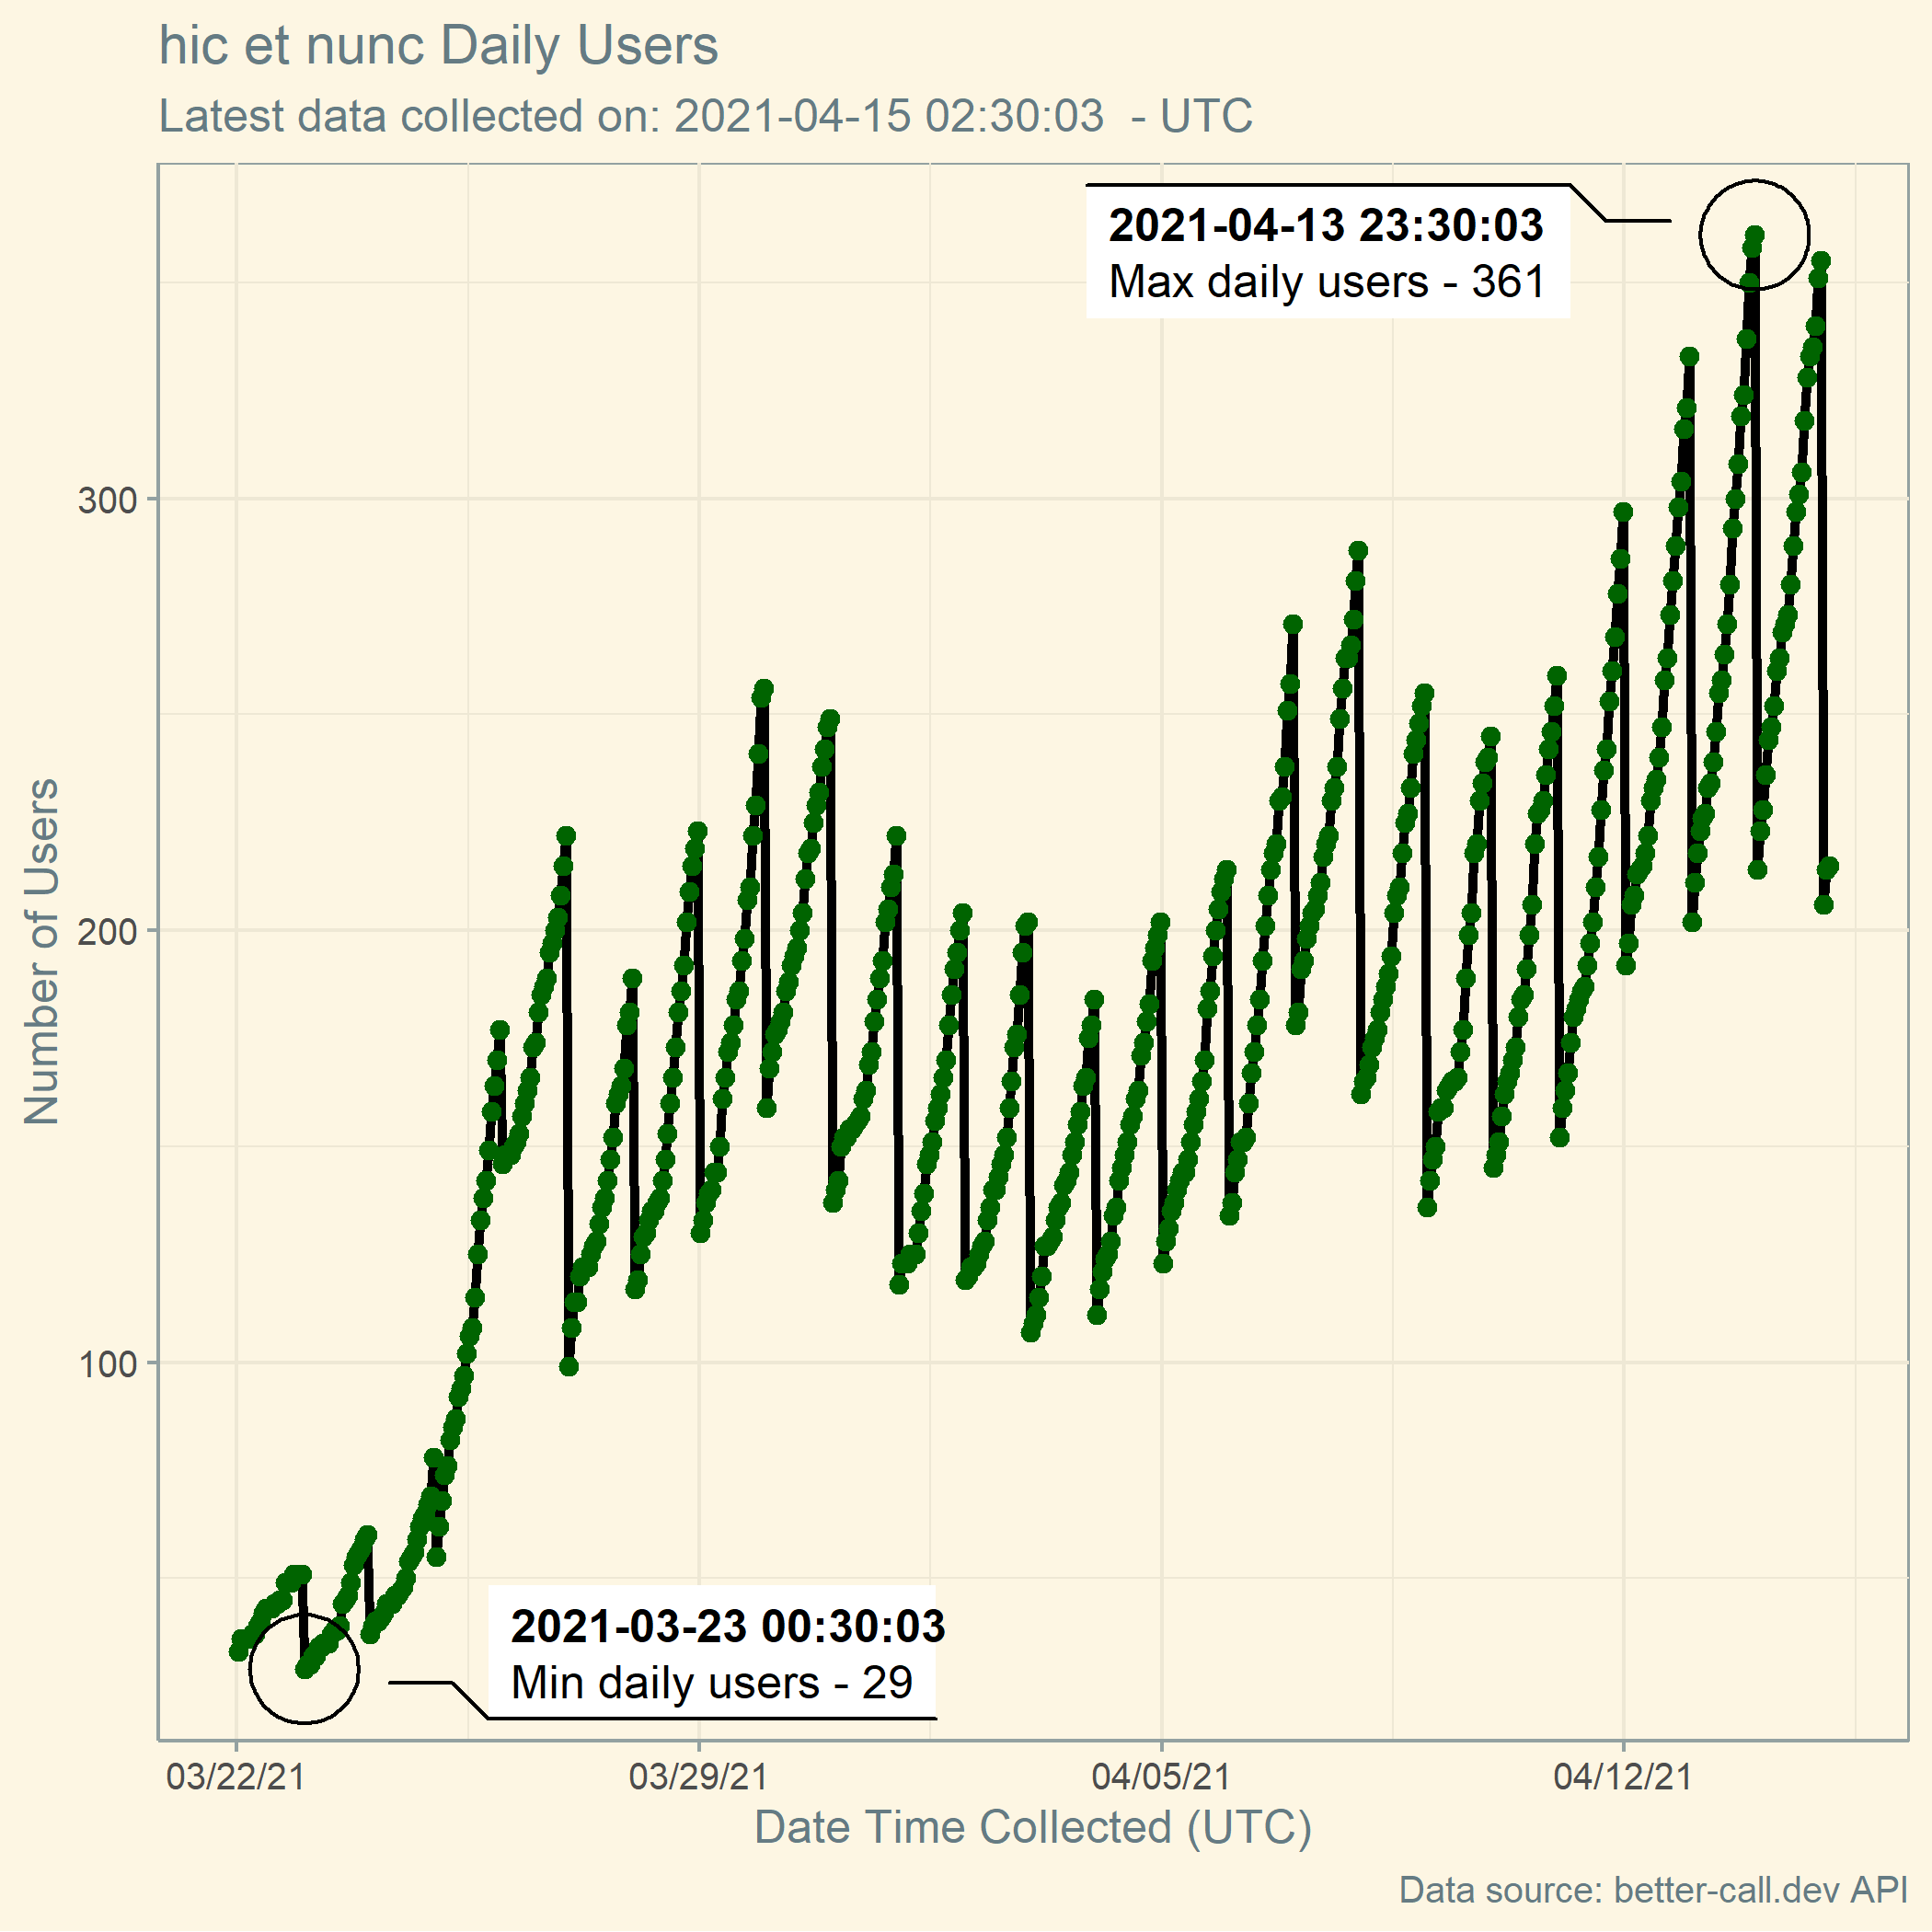 hic et nunc Daily Users
Latest data collected on: 2021-04-15 02:30:03  - UTC
2021-04-13 23:30:03
Max daily users - 361
300
200
100
Number of Users
2021-03-23 00:30:03
Min daily users - 29
03/22/21
03/29/21
04/05/21
04/12/21
Date Time Collected (UTC)
Data source: better-call.dev API